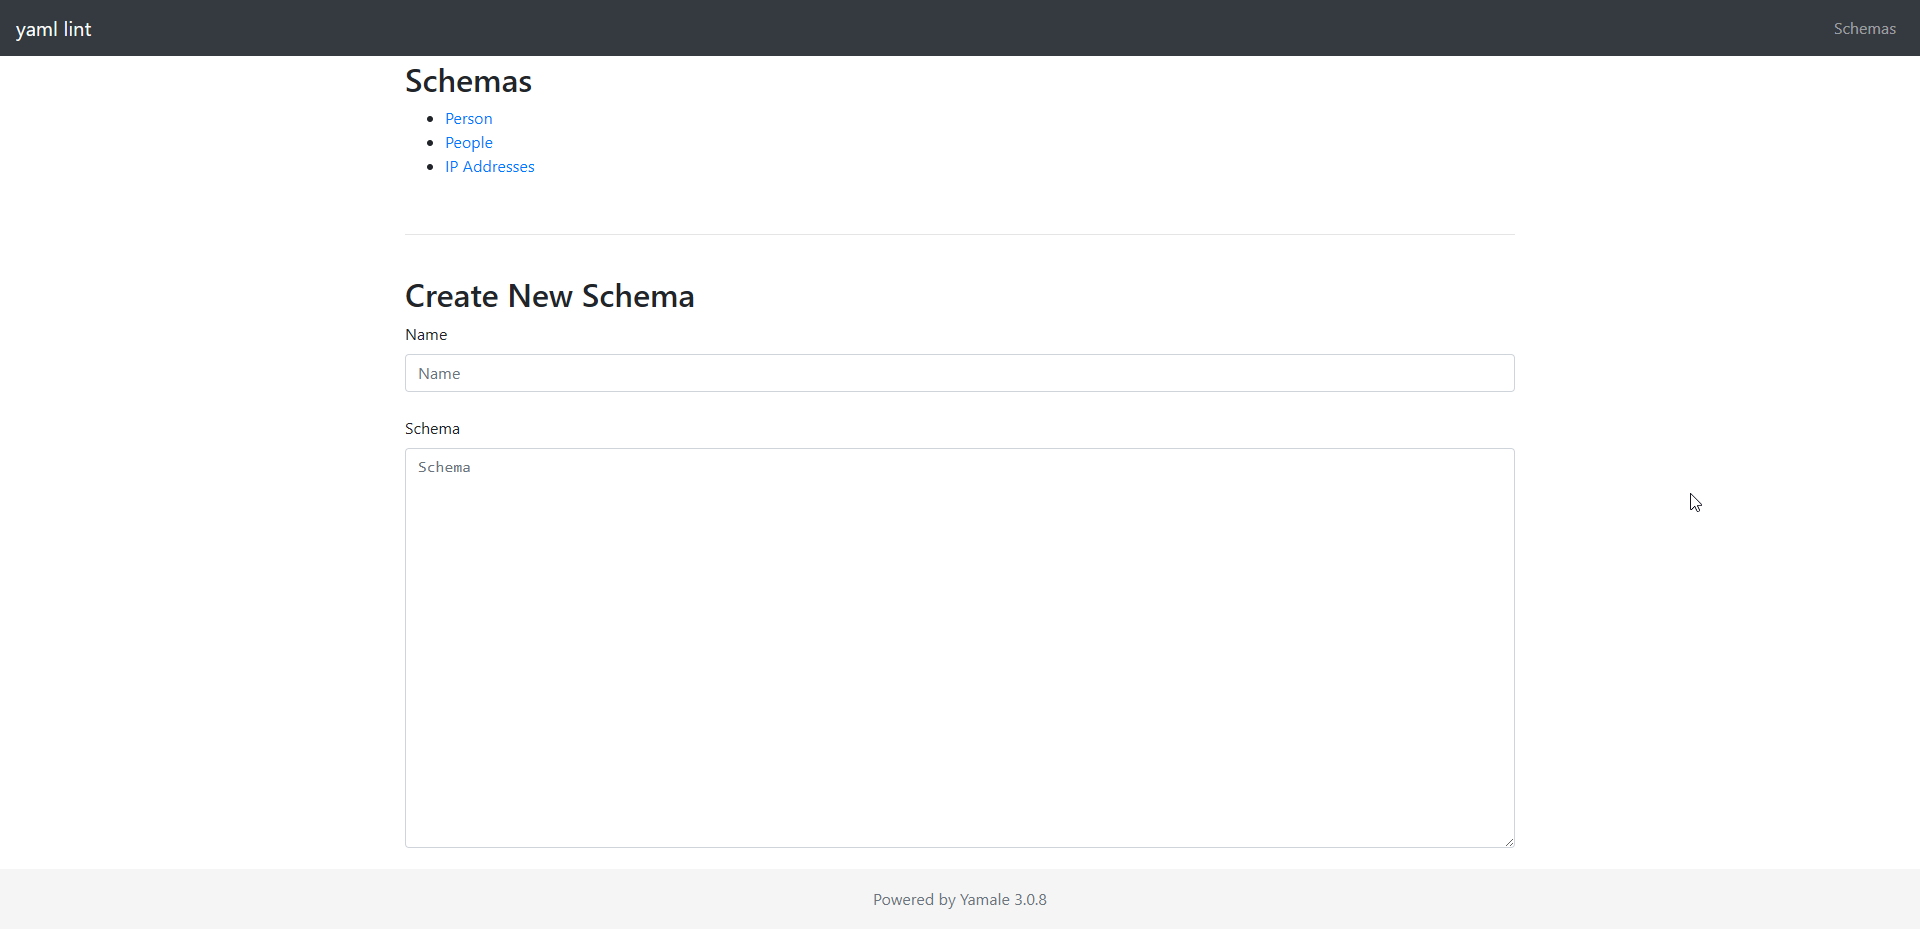 yaml lint
Schemas
Schemas
Person
People
IP Addresses
Create New Schema
Name
Name
Schema
Schema
Powered by Yamale 3.0.8